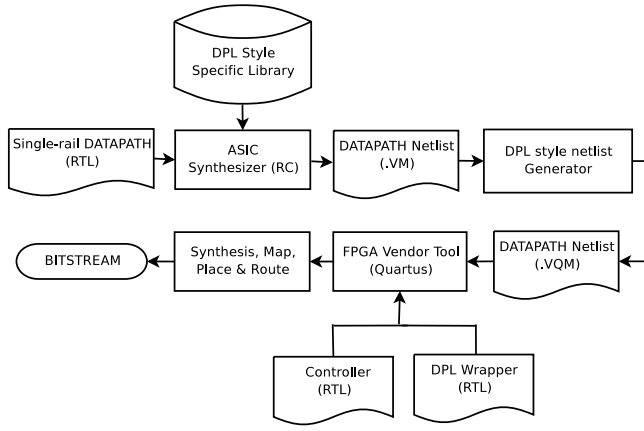 DPL Style
Specific Library
Single-rail DATAPATH
(RTL)
ASIC
Synthesizer (RC)
DATAPATH Netlist
(.VM)
DPL style netlist
Generator
BITSTREAM
Synthesis, Map,
Place & Route
FPGA Vendor Tool
(Quartus)
DATAPATH Netlist
(.VQM)
Controller
(RTL)
DPL Wrapper
(RTL)